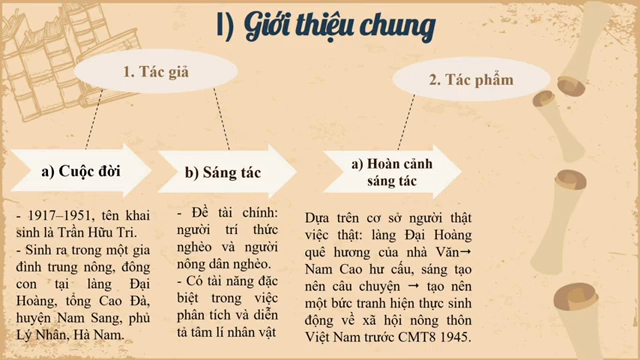 I) Giới thiệu chung
1. Tác giả
2. Tác phẩm
a) Cuộc đời
b) Sáng tác
a) Hoàn cảnh
sáng tác
- 1917–1951, tên khai
sinh là Trần Hữu Tri.
- Sinh ra trong một gia
đình trung nông, đông
con tại làng Đại
Hoàng, tổng Cao Đà,
huyện Nam Sang, phủ
Lý Nhân, Hà Nam.
- Đề tài chính:
người trí thức
nghèo và người
nông dân nghèo.
- Có tài năng đặc
biệt trong việc
phân tích và diễn
tả tâm lí nhân vật
Dựa trên cơ sở người thật
việc thật: làng Đại Hoàng
quê hương của nhà Văn→
Nam Cao hư cấu, sáng tạo
nên câu chuyện → tạo nên
một bức tranh hiện thực sinh
động về xã hội nông thôn
Việt Nam trước CMT8 1945.